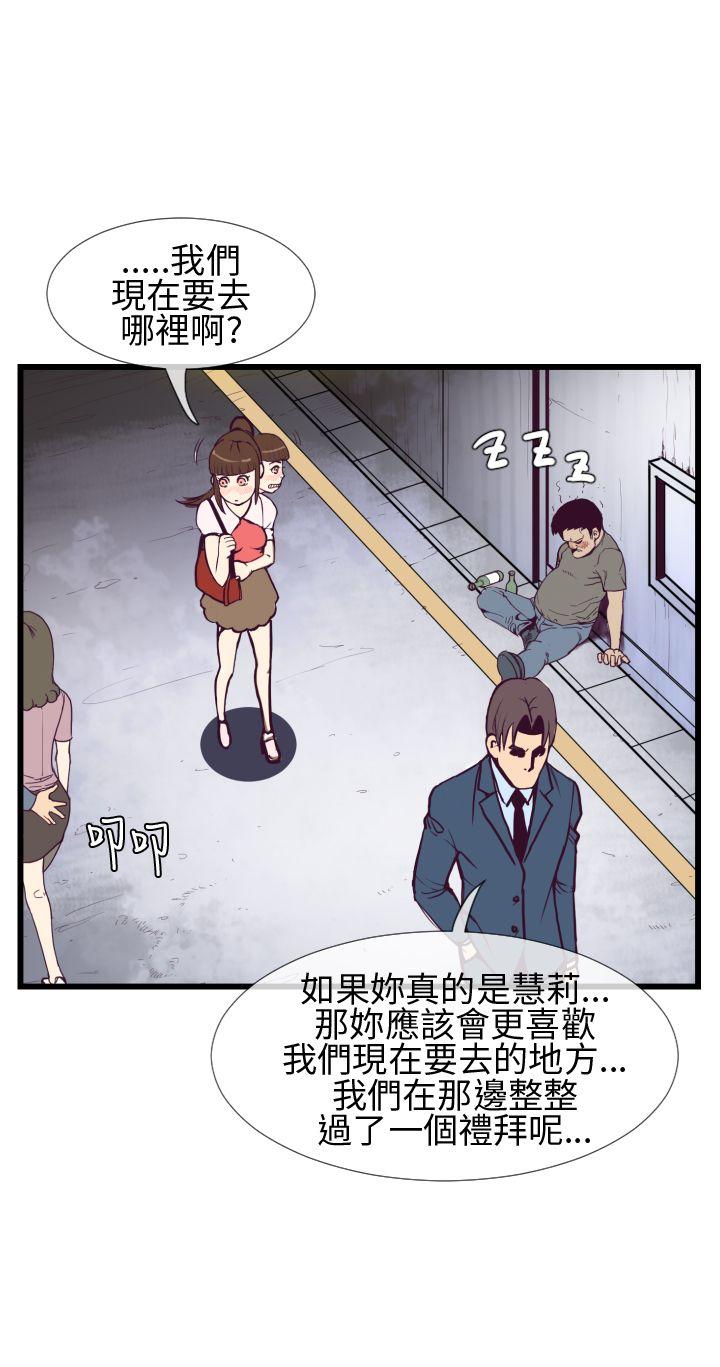 .....我們
現在要去
哪裡啊?
Z Z Z
叩叩
如果妳真的是慧莉...
那妳應該會更喜歡
我們現在要去的地方...
我們在那邊整整
過了一個禮拜呢...